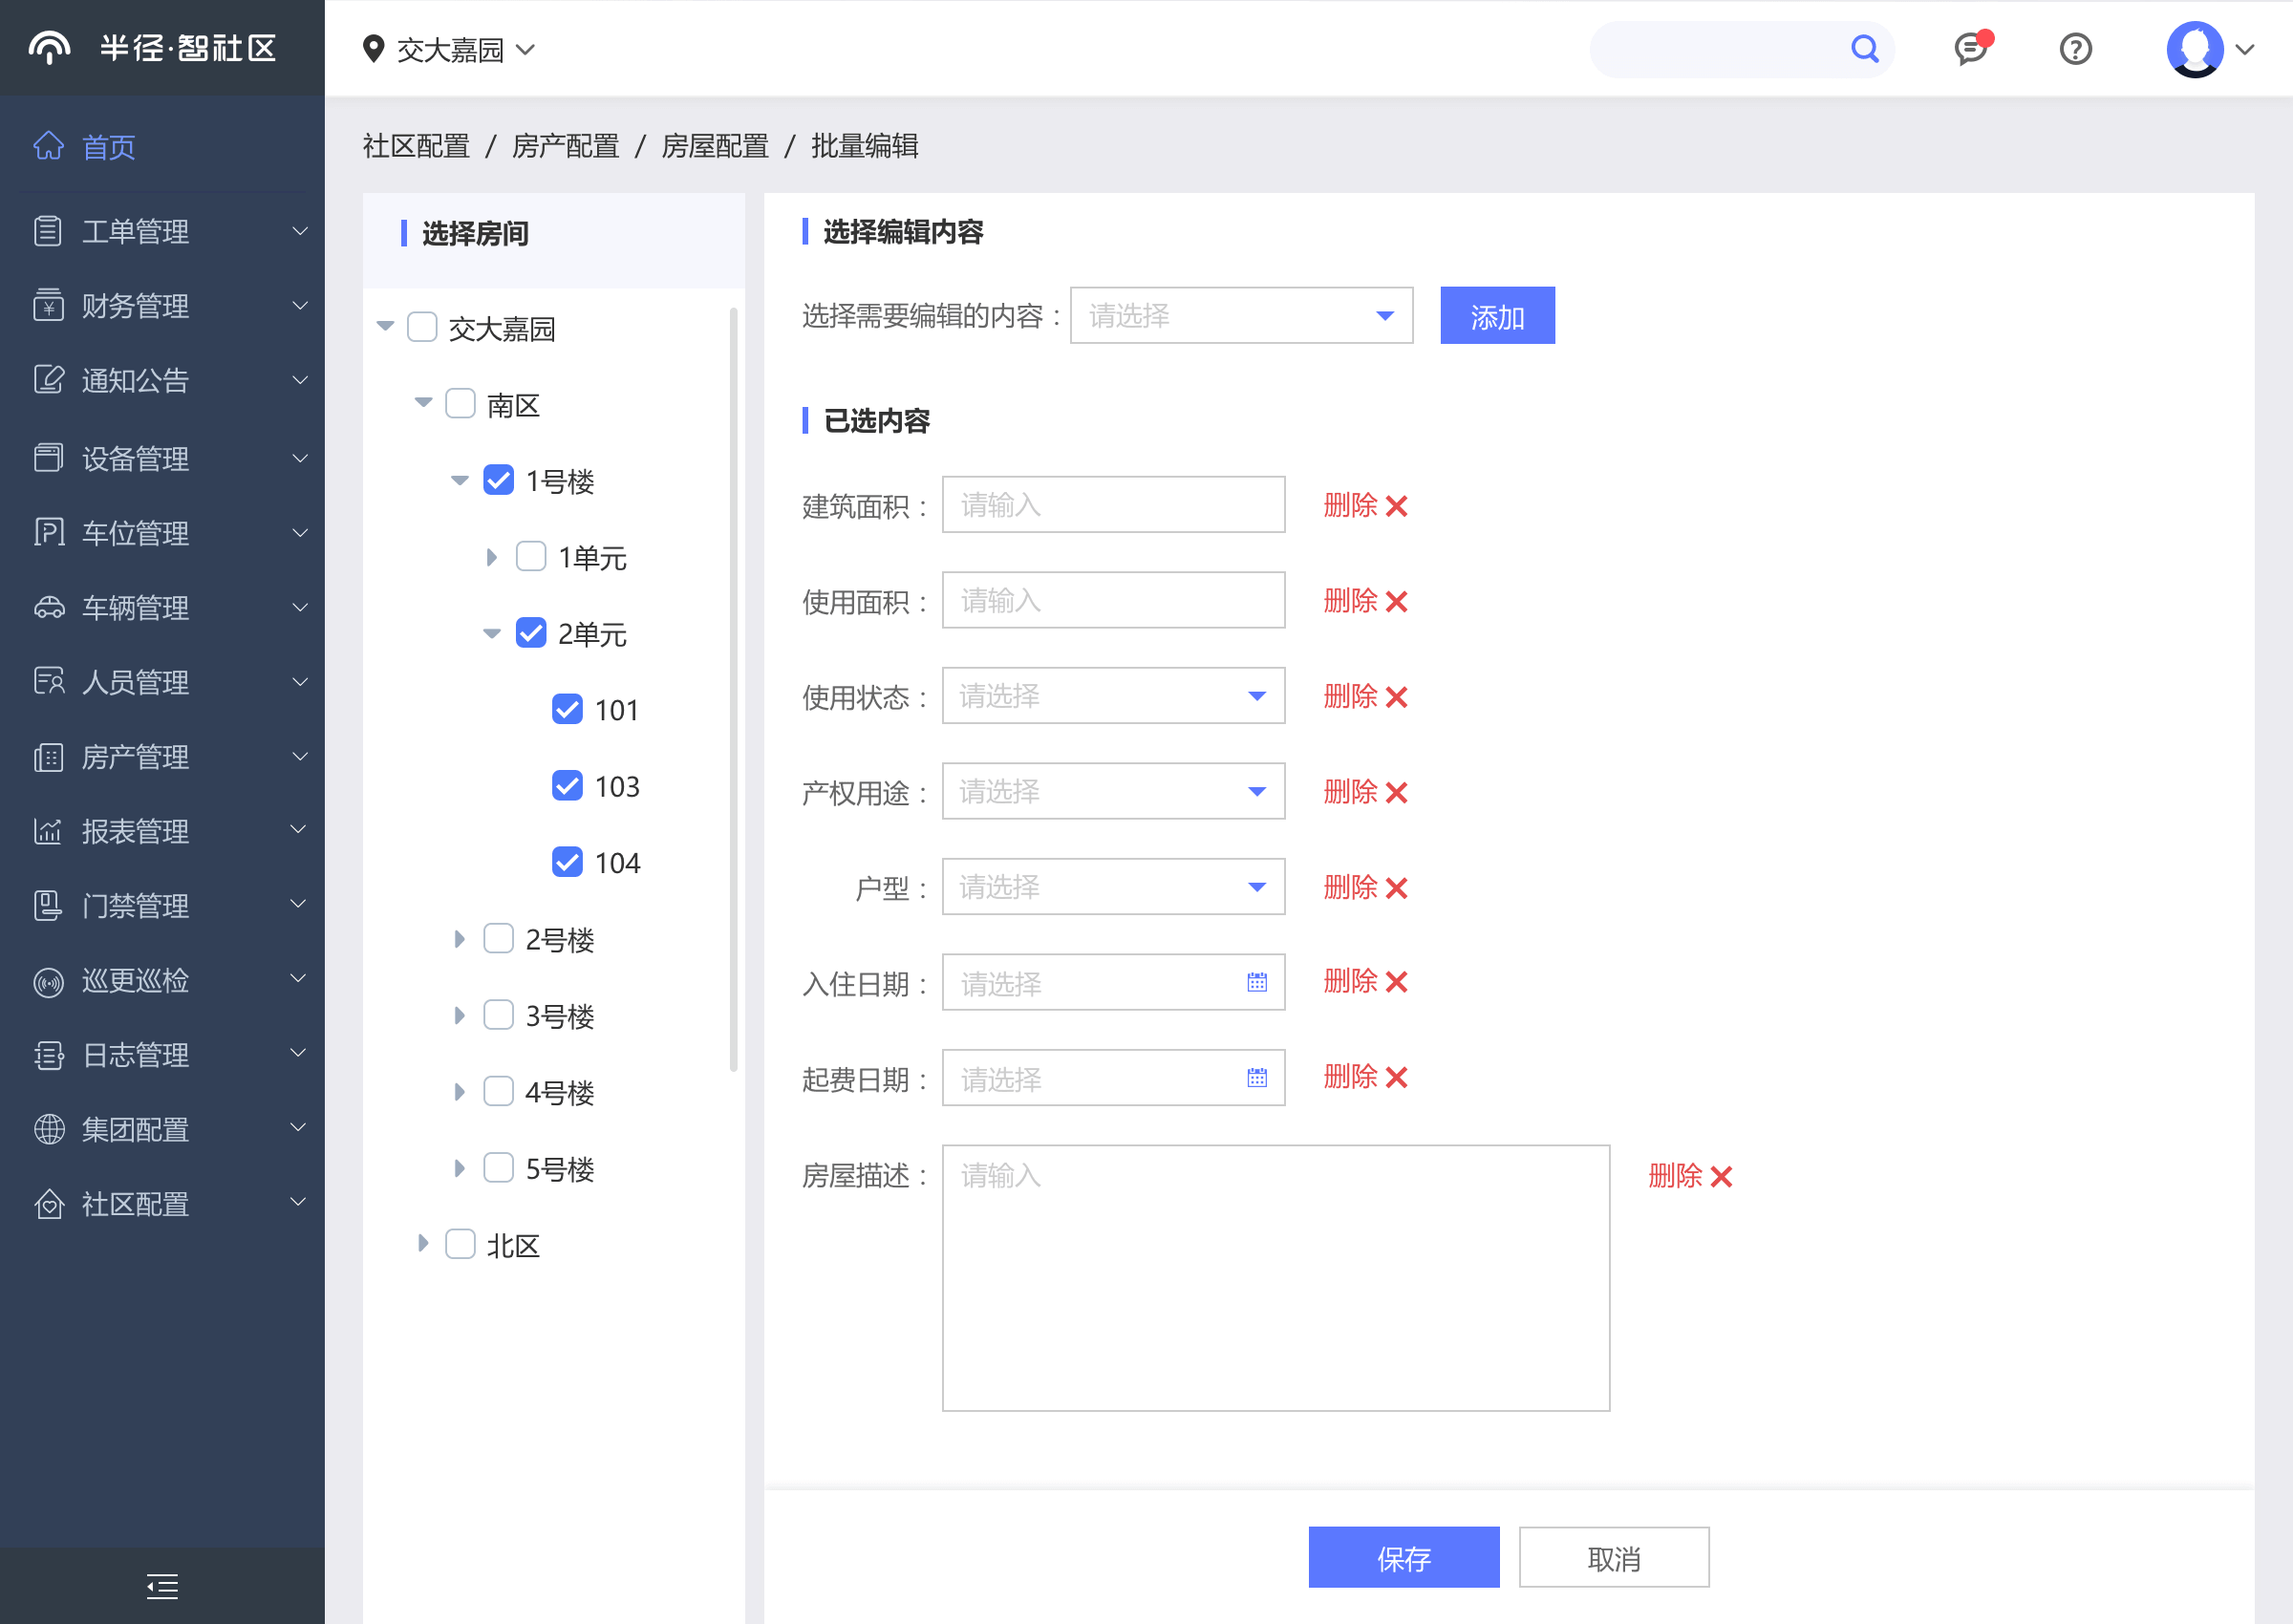 半径·智社区
交大嘉园
首页
工单管理
财务管理
通知公告
设备管理
车位管理
车辆管理
人员管理
房产管理
报表管理
门禁管理
巡更巡检
日志管理
集团配置
社区配置
社区配置 / 房产配置 / 房屋配置 / 批量编辑
选择房间
交大嘉园
南区
1号楼
1单元
2单元
101
103
104
2号楼
3号楼
4号楼
5号楼
北区
选择编辑内容
选择需要编辑的内容： 请选择 添加
已选内容
建筑面积： 请输入 删除
使用面积： 请输入 删除
使用状态： 请选择 删除
产权用途： 请选择 删除
户型： 请选择 删除
入住日期： 请选择 删除
起费日期： 请选择 删除
房屋描述： 请输入 删除
保存 取消